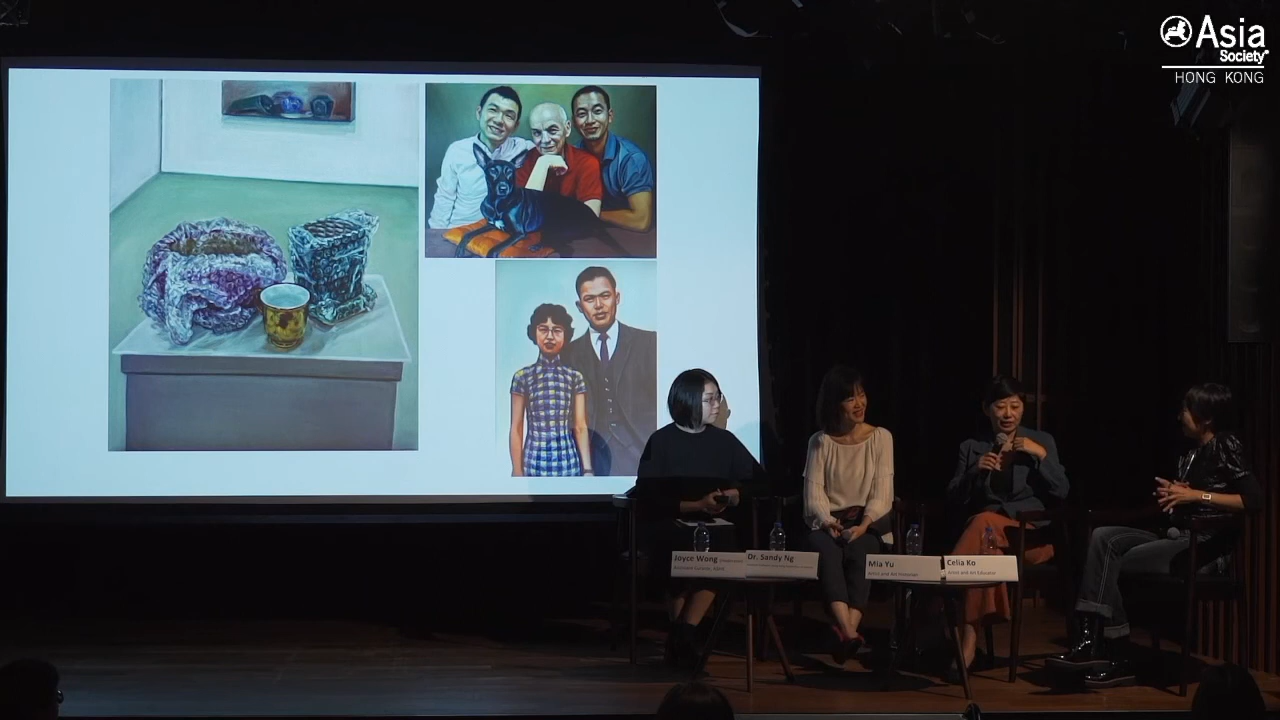 Asia
Society
HONG KONG
Joyce Wong
Dr. Sandy Ng
Mia Yu
Artist and Art Historian
Celia Ko
Artist and Art Educator